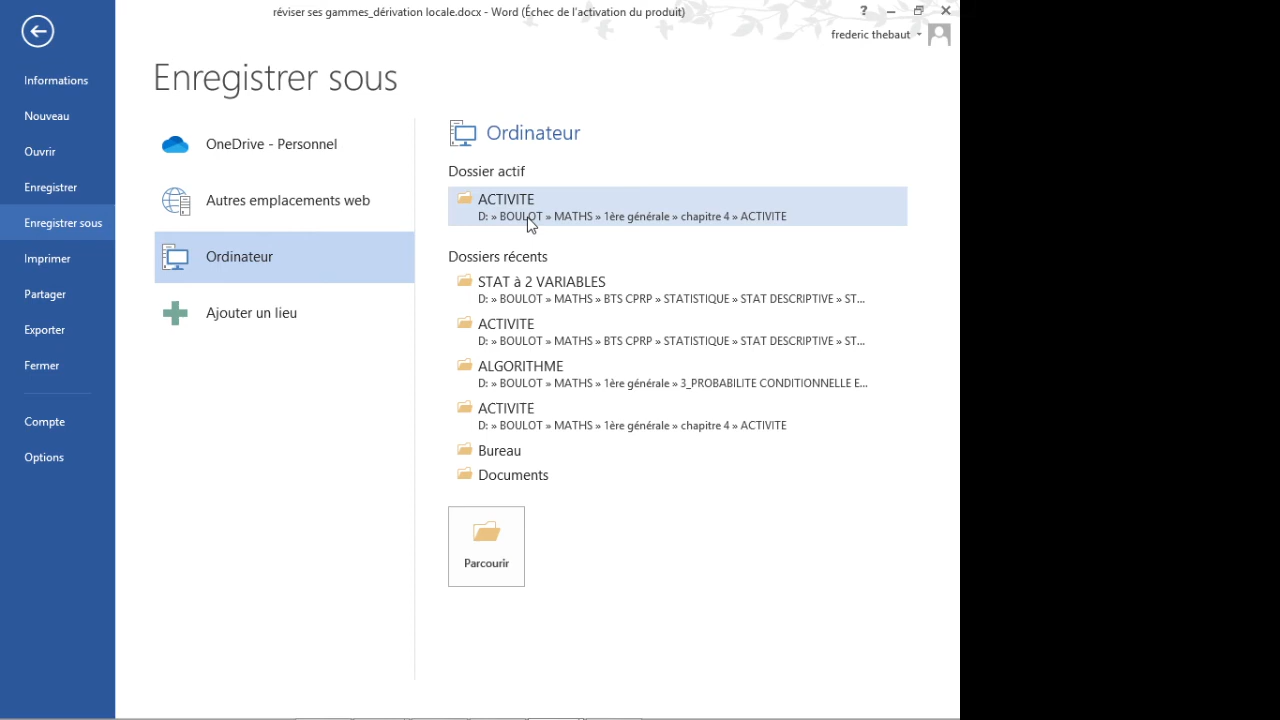 réviser ses gammes_dérivation locale.docx - Word (Échec de l'activation du produit)
?
frederic thebaut
Informations
Nouveau
Ouvrir
Enregistrer
Enregistrer sous
Imprimer
Partager
Exporter
Fermer
Compte
Options
Enregistrer sous
OneDrive - Personnel
Autres emplacements web
Ordinateur
Ajouter un lieu
Ordinateur
Dossier actif
ACTIVITE
D: » BOULOT » MATHS » 1ère générale » chapitre 4 » ACTIVITE
Dossiers récents
STAT à 2 VARIABLES
D: » BOULOT » MATHS » BTS CPRP » STATISTIQUE » STAT DESCRIPTIVE » ST...
ACTIVITE
D: » BOULOT » MATHS » BTS CPRP » STATISTIQUE » STAT DESCRIPTIVE » ST...
ALGORITHME
D: » BOULOT » MATHS » 1ère générale » 3_PROBABILITE CONDITIONNELLE E...
ACTIVITE
D: » BOULOT » MATHS » 1ère générale » chapitre 4 » ACTIVITE
Bureau
Documents
Parcourir